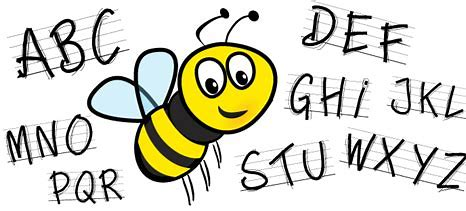 ABC
DEF
GHi
JKL
MNO
PQR
STU
WXYZ